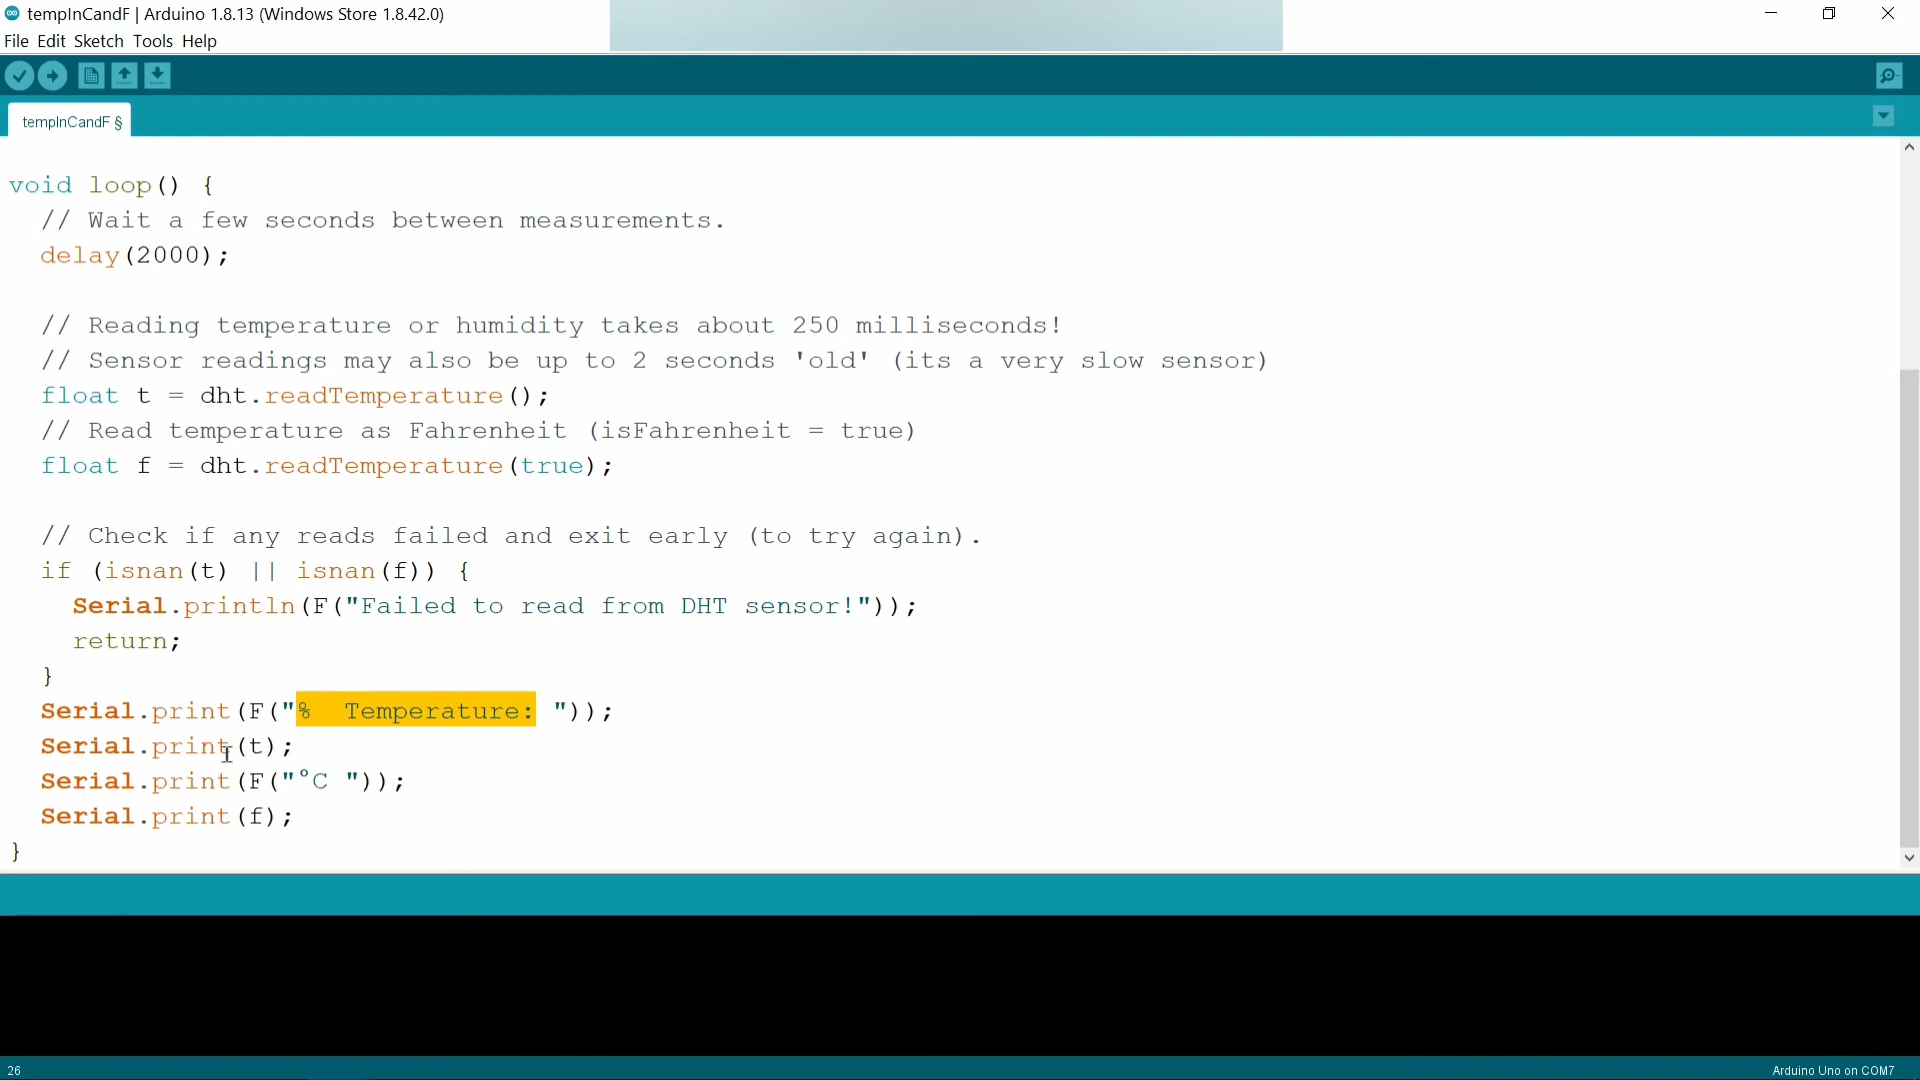 tempInCandF | Arduino 1.8.13 (Windows Store 1.8.42.0)
File Edit Sketch Tools Help
tempInCandF §
void loop() {
  // Wait a few seconds between measurements.
  delay(2000);
  // Reading temperature or humidity takes about 250 milliseconds!
  // Sensor readings may also be up to 2 seconds 'old' (its a very slow sensor)
  float t = dht.readTemperature();
  // Read temperature as Fahrenheit (isFahrenheit = true)
  float f = dht.readTemperature(true);
  // Check if any reads failed and exit early (to try again).
  if (isnan(t) || isnan(f)) {
    Serial.println(F("Failed to read from DHT sensor!"));
    return;
  }
  Serial.print(F("%  Temperature: "));
  Serial.print(t);
  Serial.print(F("°C "));
  Serial.print(f);
}
26
Arduino Uno on COM7